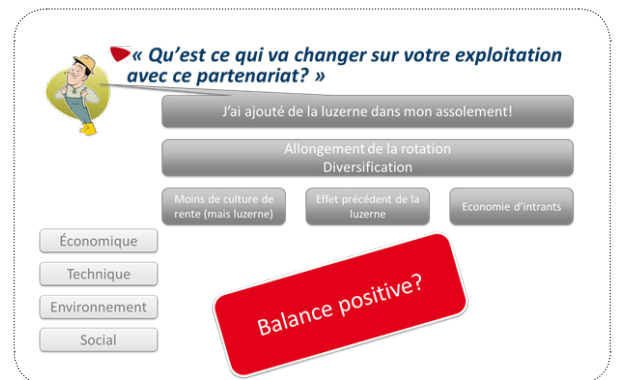 « Qu'est ce qui va changer sur votre exploitation
avec ce partenariat? »
J'ai ajouté de la luzerne dans mon assolement!
Allongement de la rotation
Diversification
Moins de culture de
rente (mais luzerne)
Effet précédent de la
luzerne
Economie d'intrants
Économique
Technique
Environnement
Social
Balance positive?